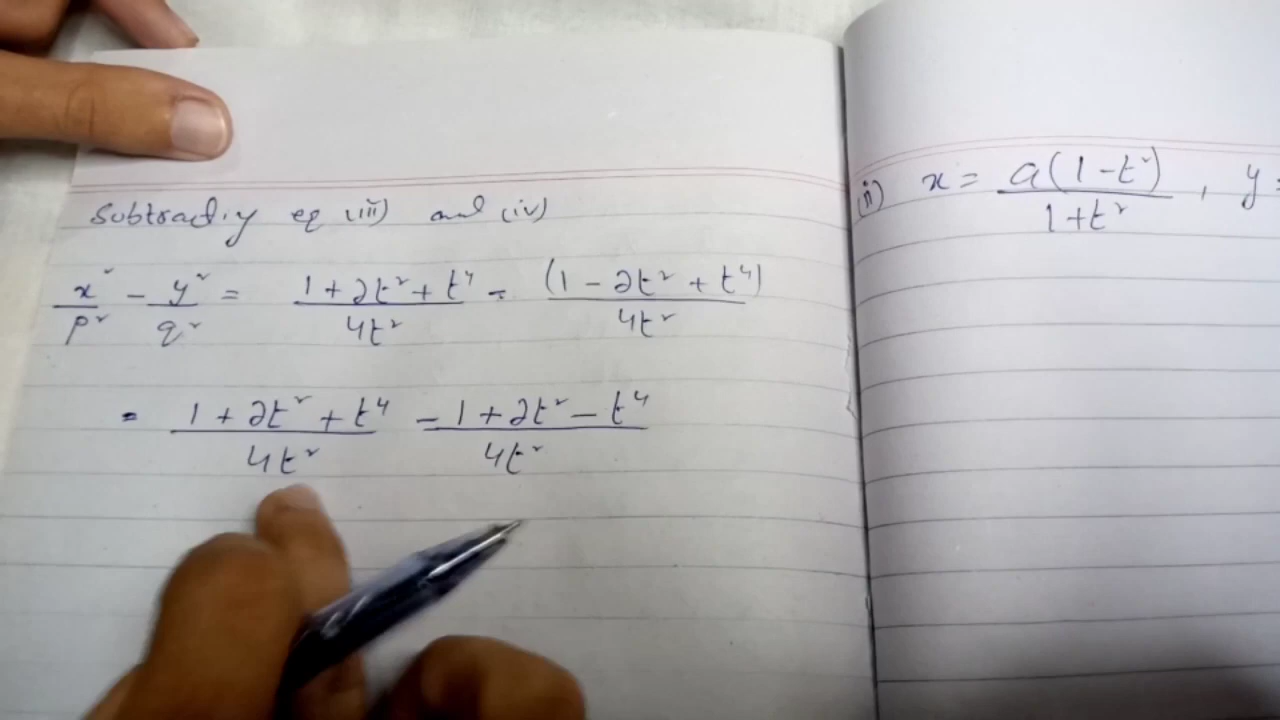 Subtracting eq (iii) and (iv)
x²/p² - y²/q² = (1 + 2t² + t⁴)/4t² - (1 - 2t² + t⁴)/4t²
= (1 + 2t² + t⁴)/4t² (-1 + 2t² - t⁴)/4t²
(ii) x = a(1-t²)/1+t² , y =